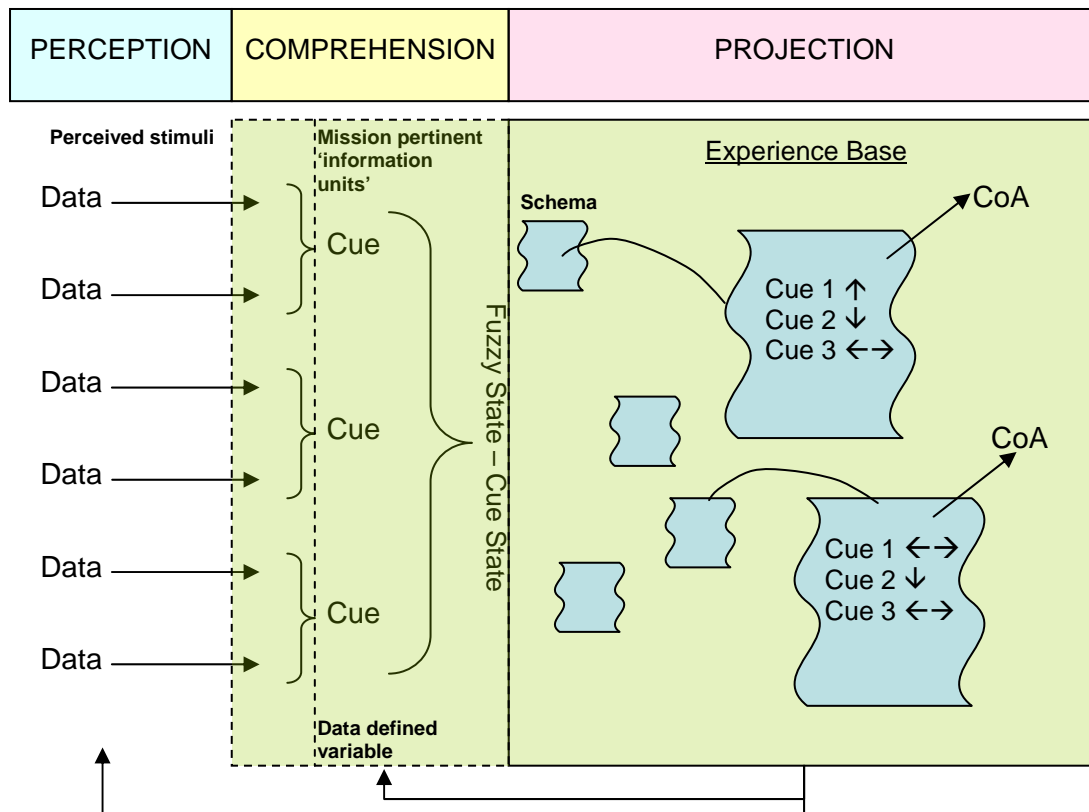 PERCEPTION
COMPREHENSION
PROJECTION
Perceived stimuli
Data
Data
Data
Data
Data
Data
Mission pertinent
‘information
units’
Cue
Cue
Cue
Data defined
variable
Fuzzy State – Cue State
Experience Base
Schema
CoA
Cue 1 ↑
Cue 2 ↓
Cue 3 ←→
CoA
Cue 1 ←→
Cue 2 ↓
Cue 3 ←→